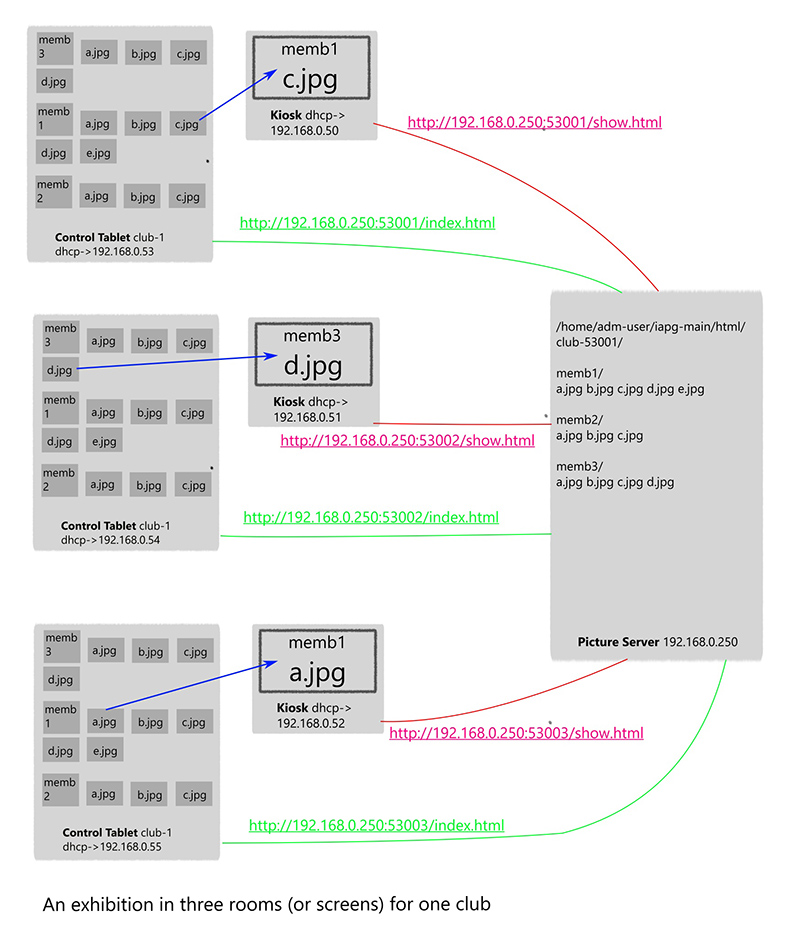 memb
3
a.jpg
b.jpg
c.jpg
d.jpg
memb
1
a.jpg
b.jpg
c.jpg
d.jpg
e.jpg
memb
2
a.jpg
b.jpg
c.jpg
Control Tablet club-1
dhcp->192.168.0.53
memb1
c.jpg
Kiosk dhcp->
192.168.0.50
http://192.168.0.250:53001/show.html
http://192.168.0.250:53001/index.html
memb
3
a.jpg
b.jpg
c.jpg
d.jpg
memb
1
a.jpg
b.jpg
c.jpg
d.jpg
e.jpg
memb
2
a.jpg
b.jpg
c.jpg
Control Tablet club-1
dhcp->192.168.0.54
memb3
d.jpg
Kiosk dhcp->
192.168.0.51
http://192.168.0.250:53002/show.html
http://192.168.0.250:53002/index.html
/home/adm-user/iapg-main/html/
club-53001/
memb1/
a.jpg b.jpg c.jpg d.jpg e.jpg
memb2/
a.jpg b.jpg c.jpg
memb3/
a.jpg b.jpg c.jpg d.jpg
Picture Server 192.168.0.250
memb
3
a.jpg
b.jpg
c.jpg
d.jpg
memb
1
a.jpg
b.jpg
c.jpg
d.jpg
e.jpg
memb
2
a.jpg
b.jpg
c.jpg
Control Tablet club-1
dhcp->192.168.0.55
memb1
a.jpg
Kiosk dhcp->
192.168.0.52
http://192.168.0.250:53003/show.html
http://192.168.0.250:53003/index.html
An exhibition in three rooms (or screens) for one club